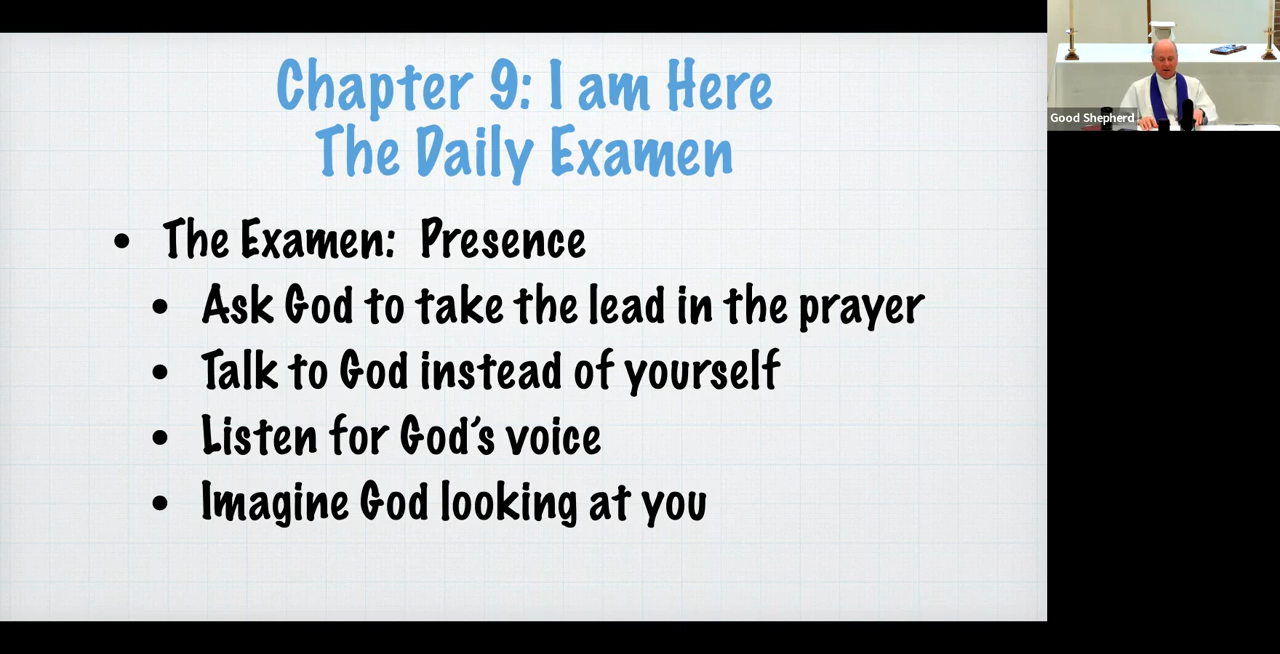 Chapter 9: I am Here
The Daily Examen
• The Examen: Presence
• Ask God to take the lead in the prayer
• Talk to God instead of yourself
• Listen for God's voice
• Imagine God looking at you
Good Shepherd